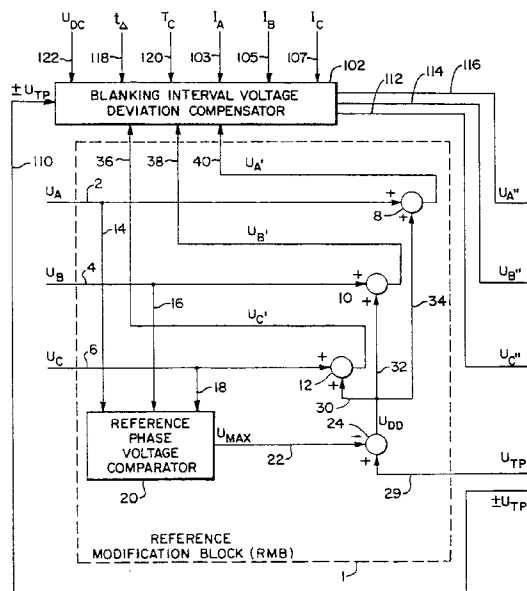 U_DC t_Δ T_C I_A I_B I_C
122 118 120 103 105 107 102
± U_TP
BLANKING INTERVAL VOLTAGE
DEVIATION COMPENSATOR
112 114 116
110
36 38 40
U_A'
U_A 2
+
+
8
U_A"
14
U_B'
U_B 4
+
+
10
U_B"
16
34
U_C'
U_C 6
+
+
12
32
U_C"
18
30
U_DD
REFERENCE
PHASE
VOLTAGE
COMPARATOR
20
U_MAX
22
24
−
+
U_TP
29
±U_TP
REFERENCE
MODIFICATION BLOCK (RMB)
1